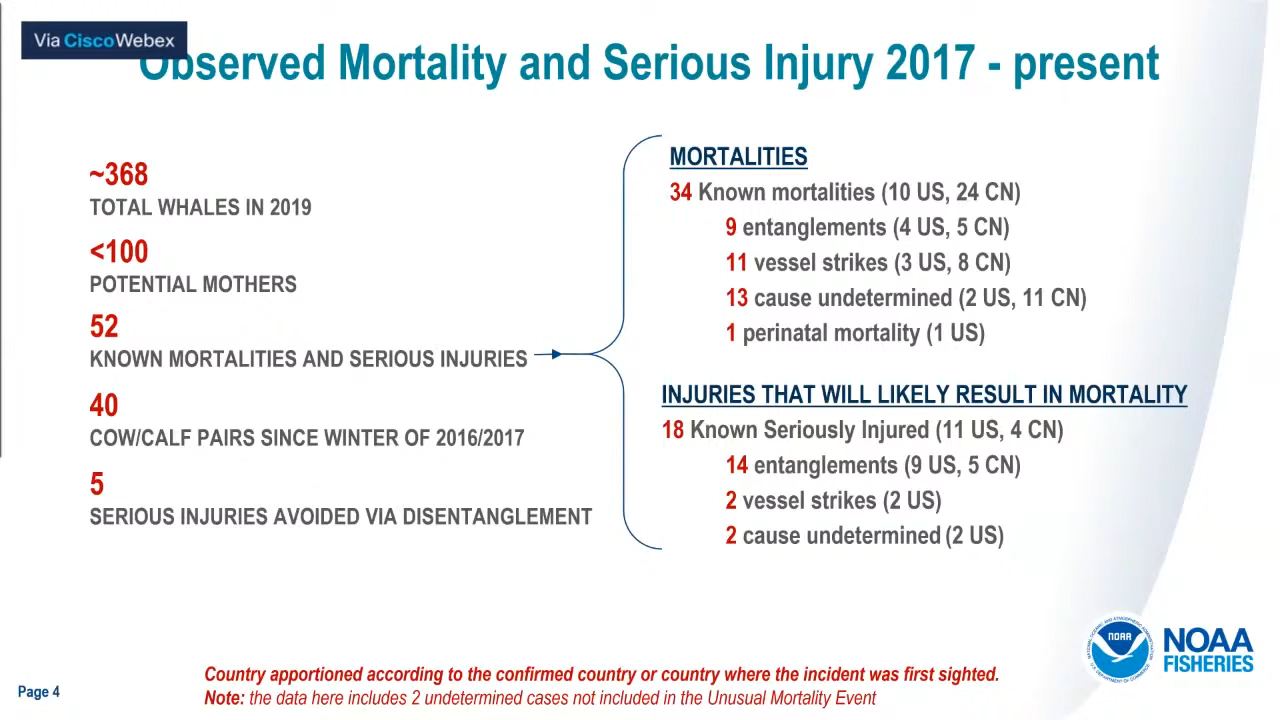 Via Cisco Webex
Observed Mortality and Serious Injury 2017 - present
~368
TOTAL WHALES IN 2019
<100
POTENTIAL MOTHERS
52
KNOWN MORTALITIES AND SERIOUS INJURIES
40
COW/CALF PAIRS SINCE WINTER OF 2016/2017
5
SERIOUS INJURIES AVOIDED VIA DISENTANGLEMENT
MORTALITIES
34 Known mortalities (10 US, 24 CN)
9 entanglements (4 US, 5 CN)
11 vessel strikes (3 US, 8 CN)
13 cause undetermined (2 US, 11 CN)
1 perinatal mortality (1 US)
INJURIES THAT WILL LIKELY RESULT IN MORTALITY
18 Known Seriously Injured (11 US, 4 CN)
14 entanglements (9 US, 5 CN)
2 vessel strikes (2 US)
2 cause undetermined (2 US)
Country apportioned according to the confirmed country or country where the incident was first sighted.
Note: the data here includes 2 undetermined cases not included in the Unusual Mortality Event
Page 4
NOAA
NOAA
FISHERIES